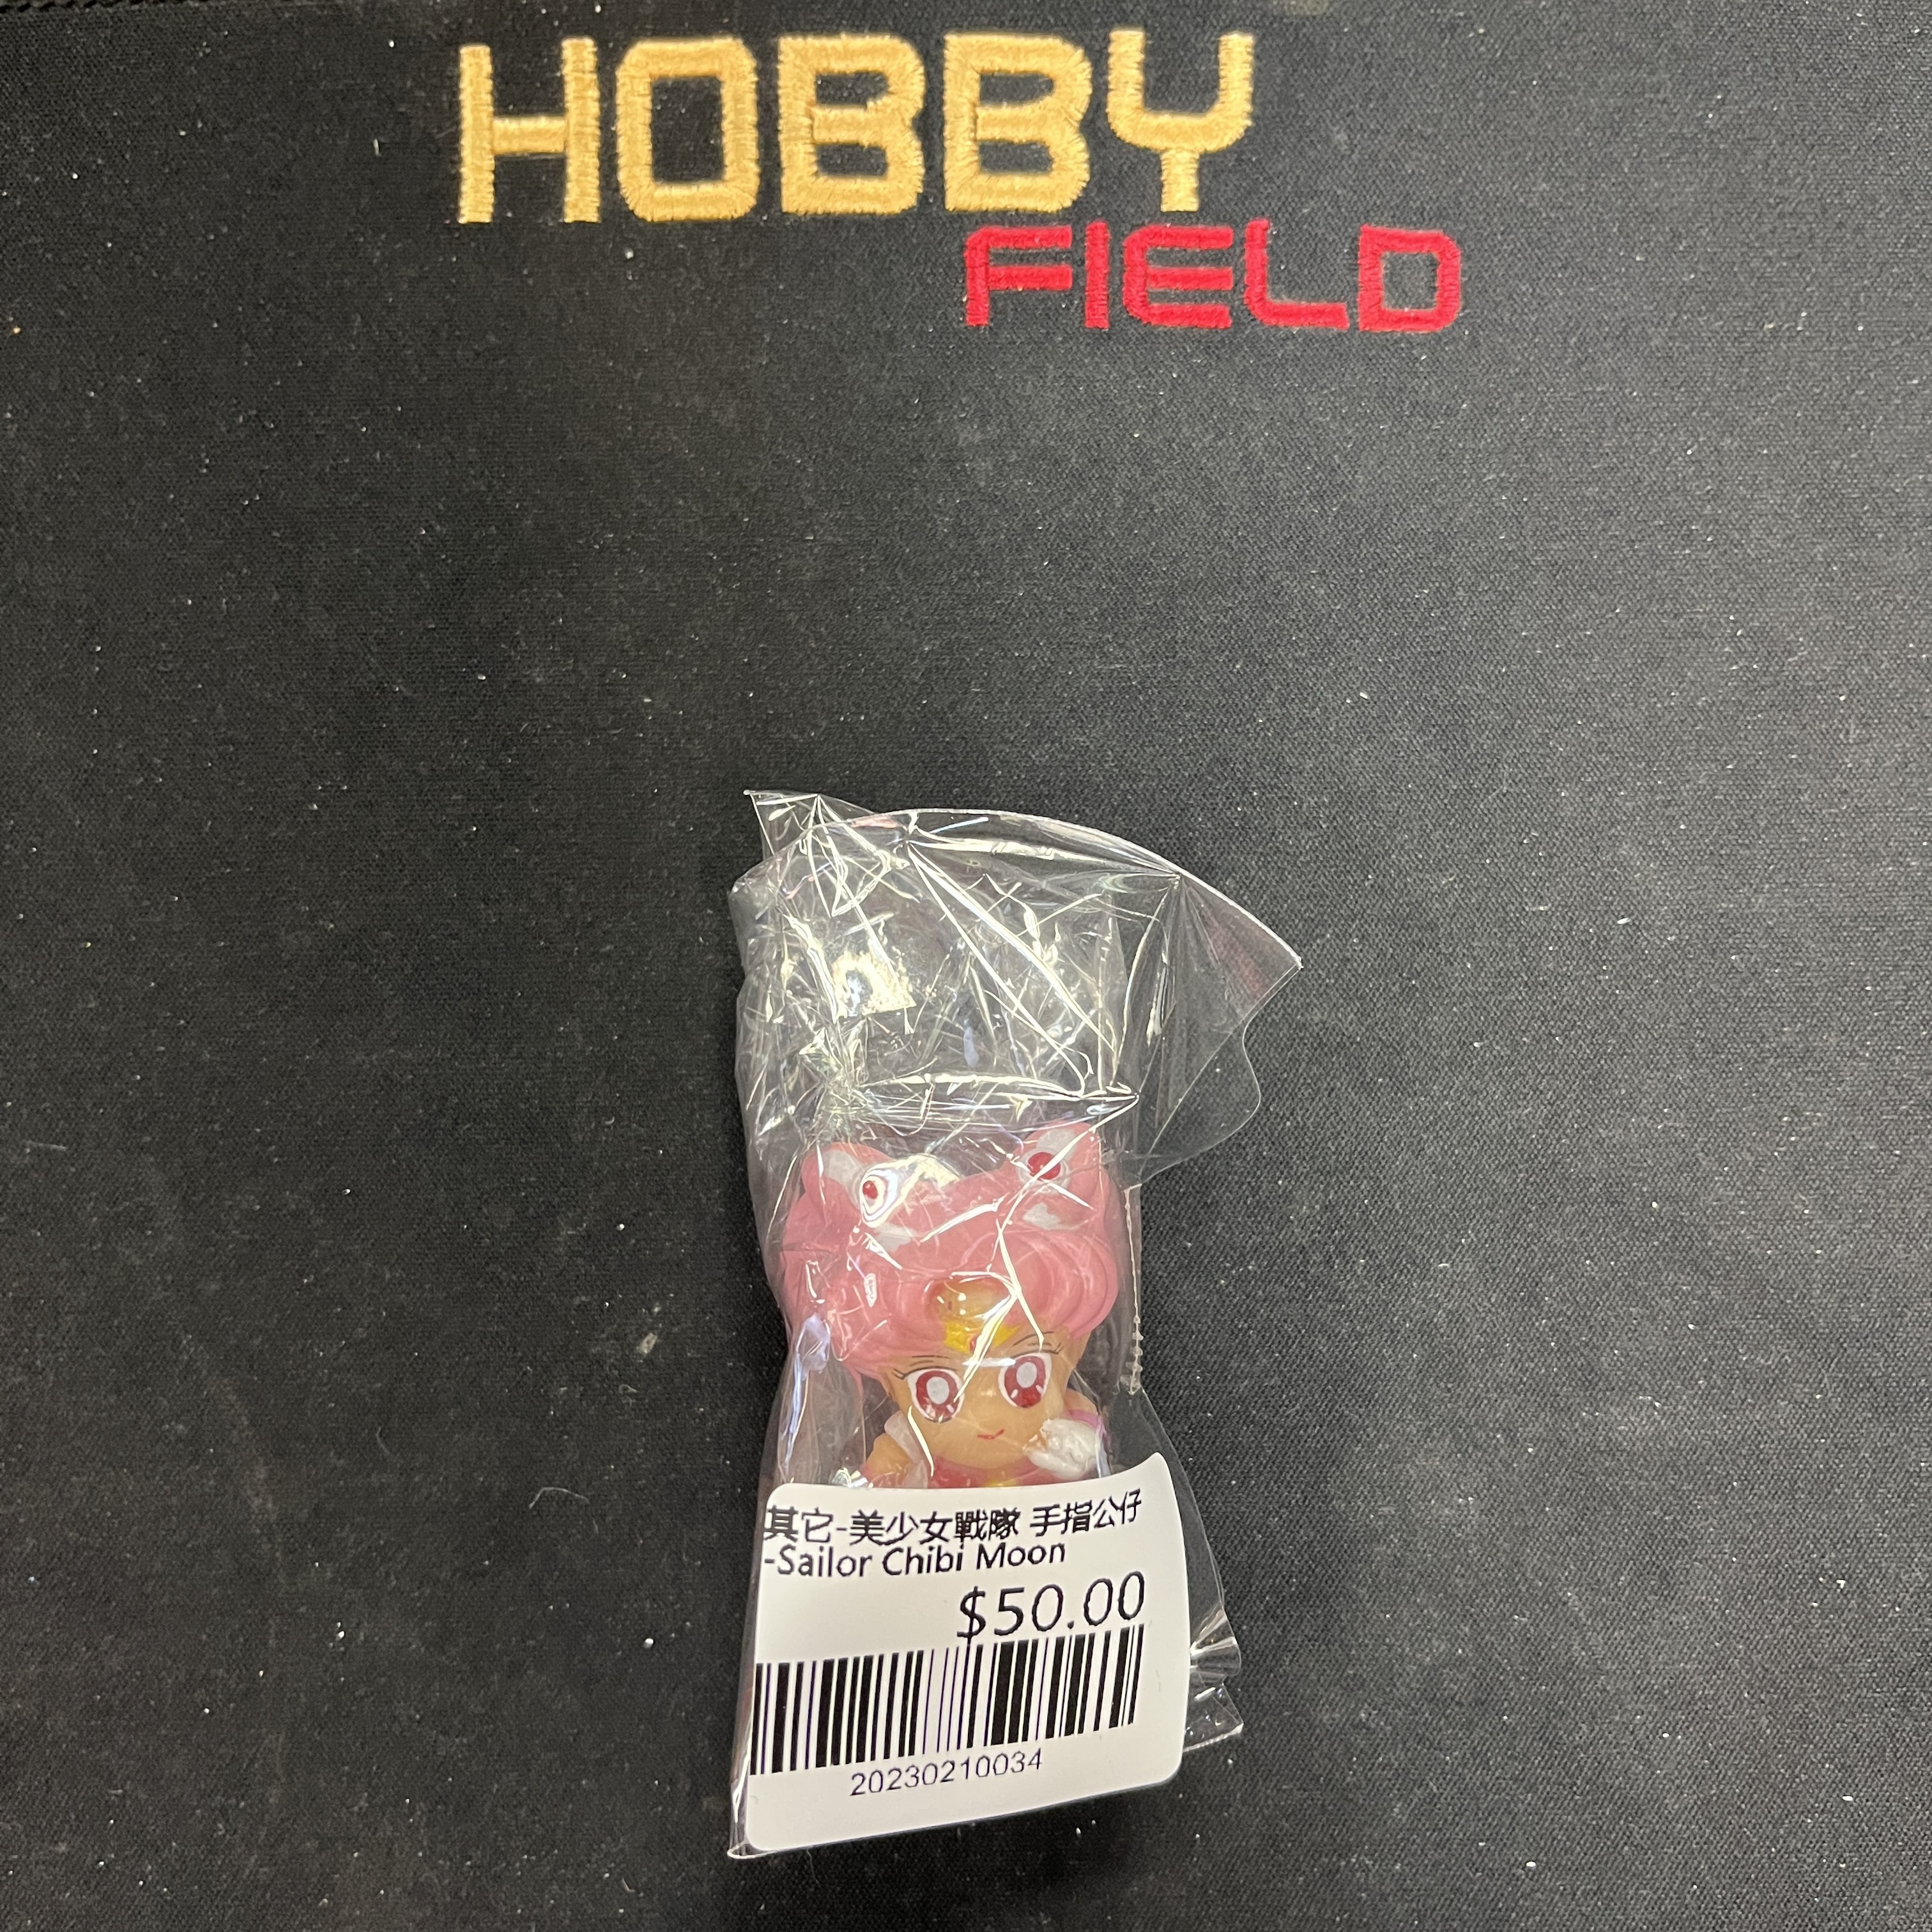 HOBBY
FIELD
其它-美少女戰隊 手指公仔
-Sailor Chibi Moon
$50.00
20230210034